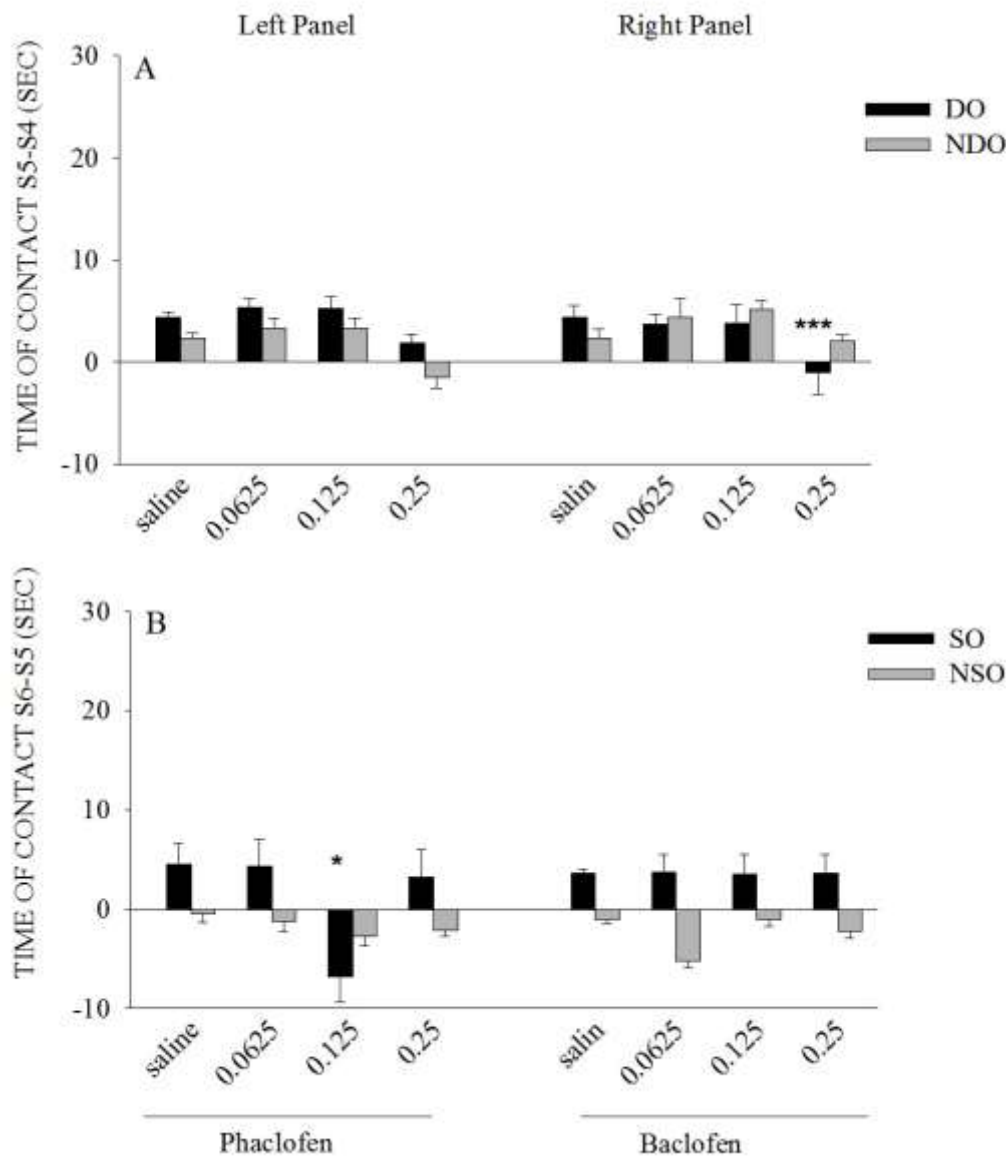 Left Panel
Right Panel
TIME OF CONTACT S5-S4 (SEC)
30
20
10
0
-10
A
DO
NDO
***
saline
0.0625
0.125
0.25
salin
0.0625
0.125
0.25
TIME OF CONTACT S6-S5 (SEC)
30
20
10
0
-10
B
SO
NSO
*
saline
0.0625
0.125
0.25
salin
0.0625
0.125
0.25
Phaclofen
Baclofen